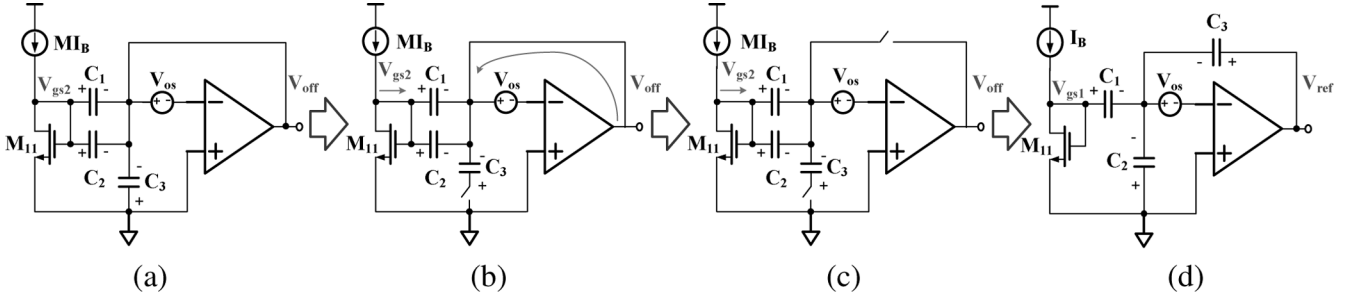 MI_B
V_gs2
C_1
+ -
V_os
+ -
V_off
M_11
+ -
C_2
-
C_3
+
(a)
MI_B
V_gs2
C_1
+ -
V_os
+ -
V_off
M_11
+ -
C_2
-
C_3
+
(b)
MI_B
V_gs2
C_1
+ -
V_os
+ -
V_off
M_11
+ -
C_2
-
C_3
+
(c)
I_B
C_3
- +
V_gs1
C_1
+ -
V_os
+ -
V_ref
M_11
-
C_2
+
(d)